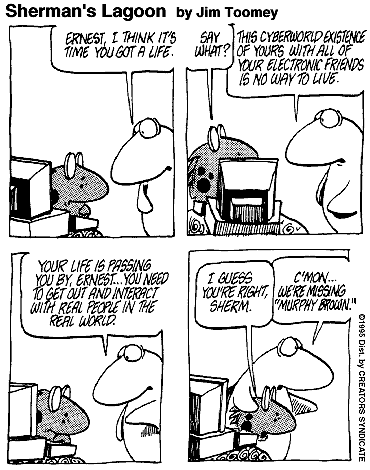 Sherman's Lagoon by Jim Toomey
ERNEST, I THINK IT'S
TIME YOU GOT A LIFE.
SAY
WHAT?
THIS CYBERWORLD EXISTENCE
OF YOURS WITH ALL OF
YOUR ELECTRONIC FRIENDS
IS NO WAY TO LIVE.
YOUR LIFE IS PASSING
YOU BY, ERNEST...YOU NEED
TO GET OUT AND INTERACT
WITH REAL PEOPLE IN THE
REAL WORLD.
I GUESS
YOU'RE RIGHT,
SHERM.
C'MON...
WE'RE MISSING
"MURPHY BROWN."
©1995 Dist. by CREATORS SYNDICATE